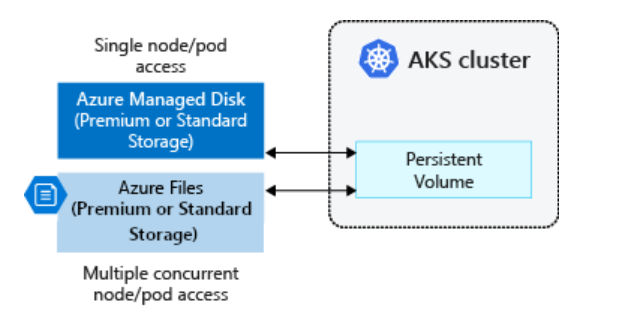 Single node/pod
access
Azure Managed Disk
(Premium or Standard
Storage)
Azure Files
(Premium or Standard
Storage)
Multiple concurrent
node/pod access
AKS cluster
Persistent
Volume